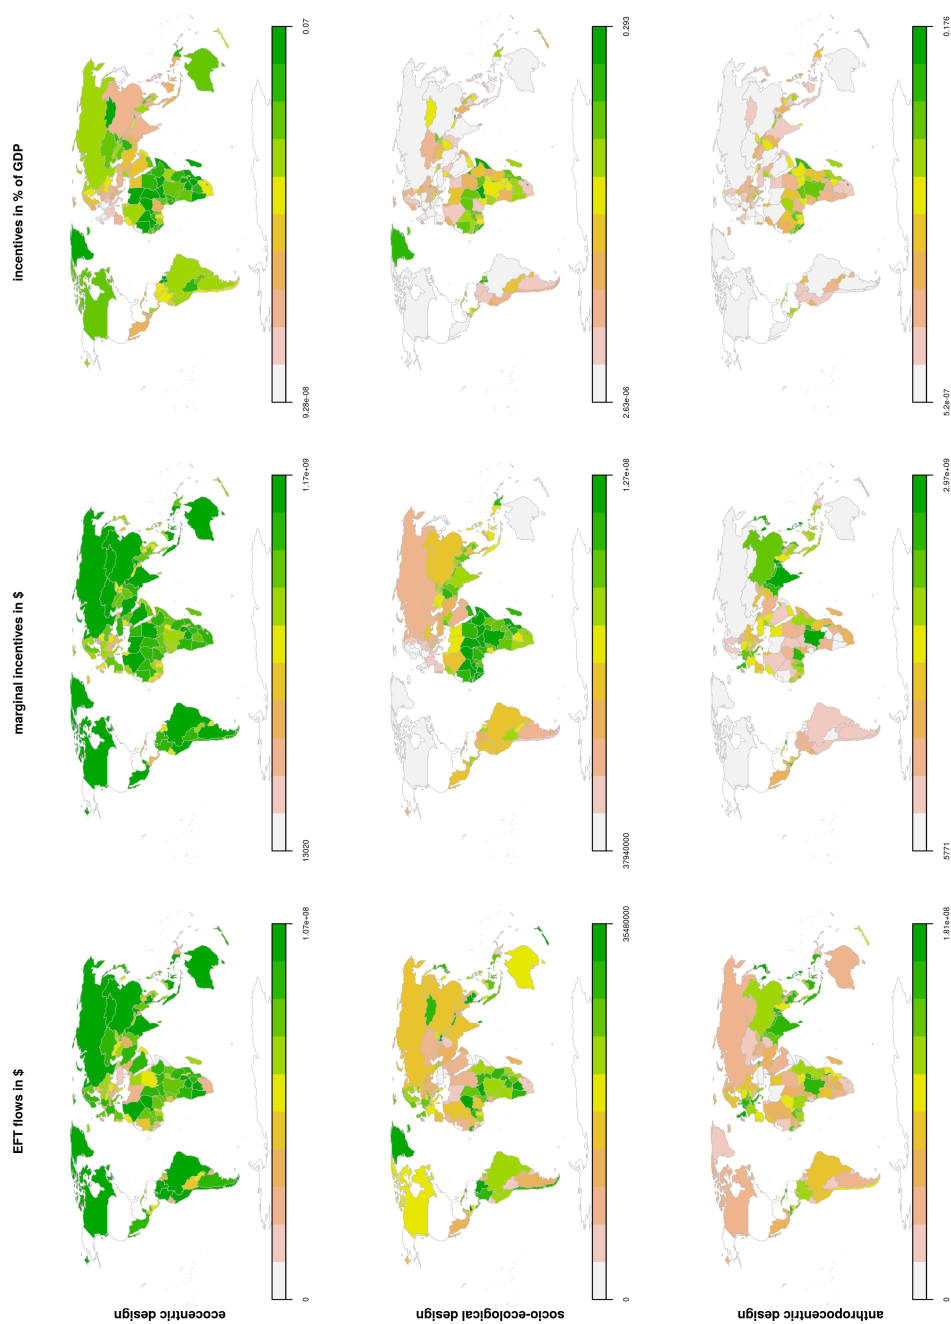 EFT flows in $
marginal incentives in $
incentives in % of GDP
ecocentric design
0
1.07e+08
13020
1.17e+09
9.28e-08
0.07
socio-ecological design
0
35480000
37940000
1.27e+08
2.63e-06
0.293
anthropocentric design
0
1.81e+08
5771
2.97e+09
5.2e-07
0.176